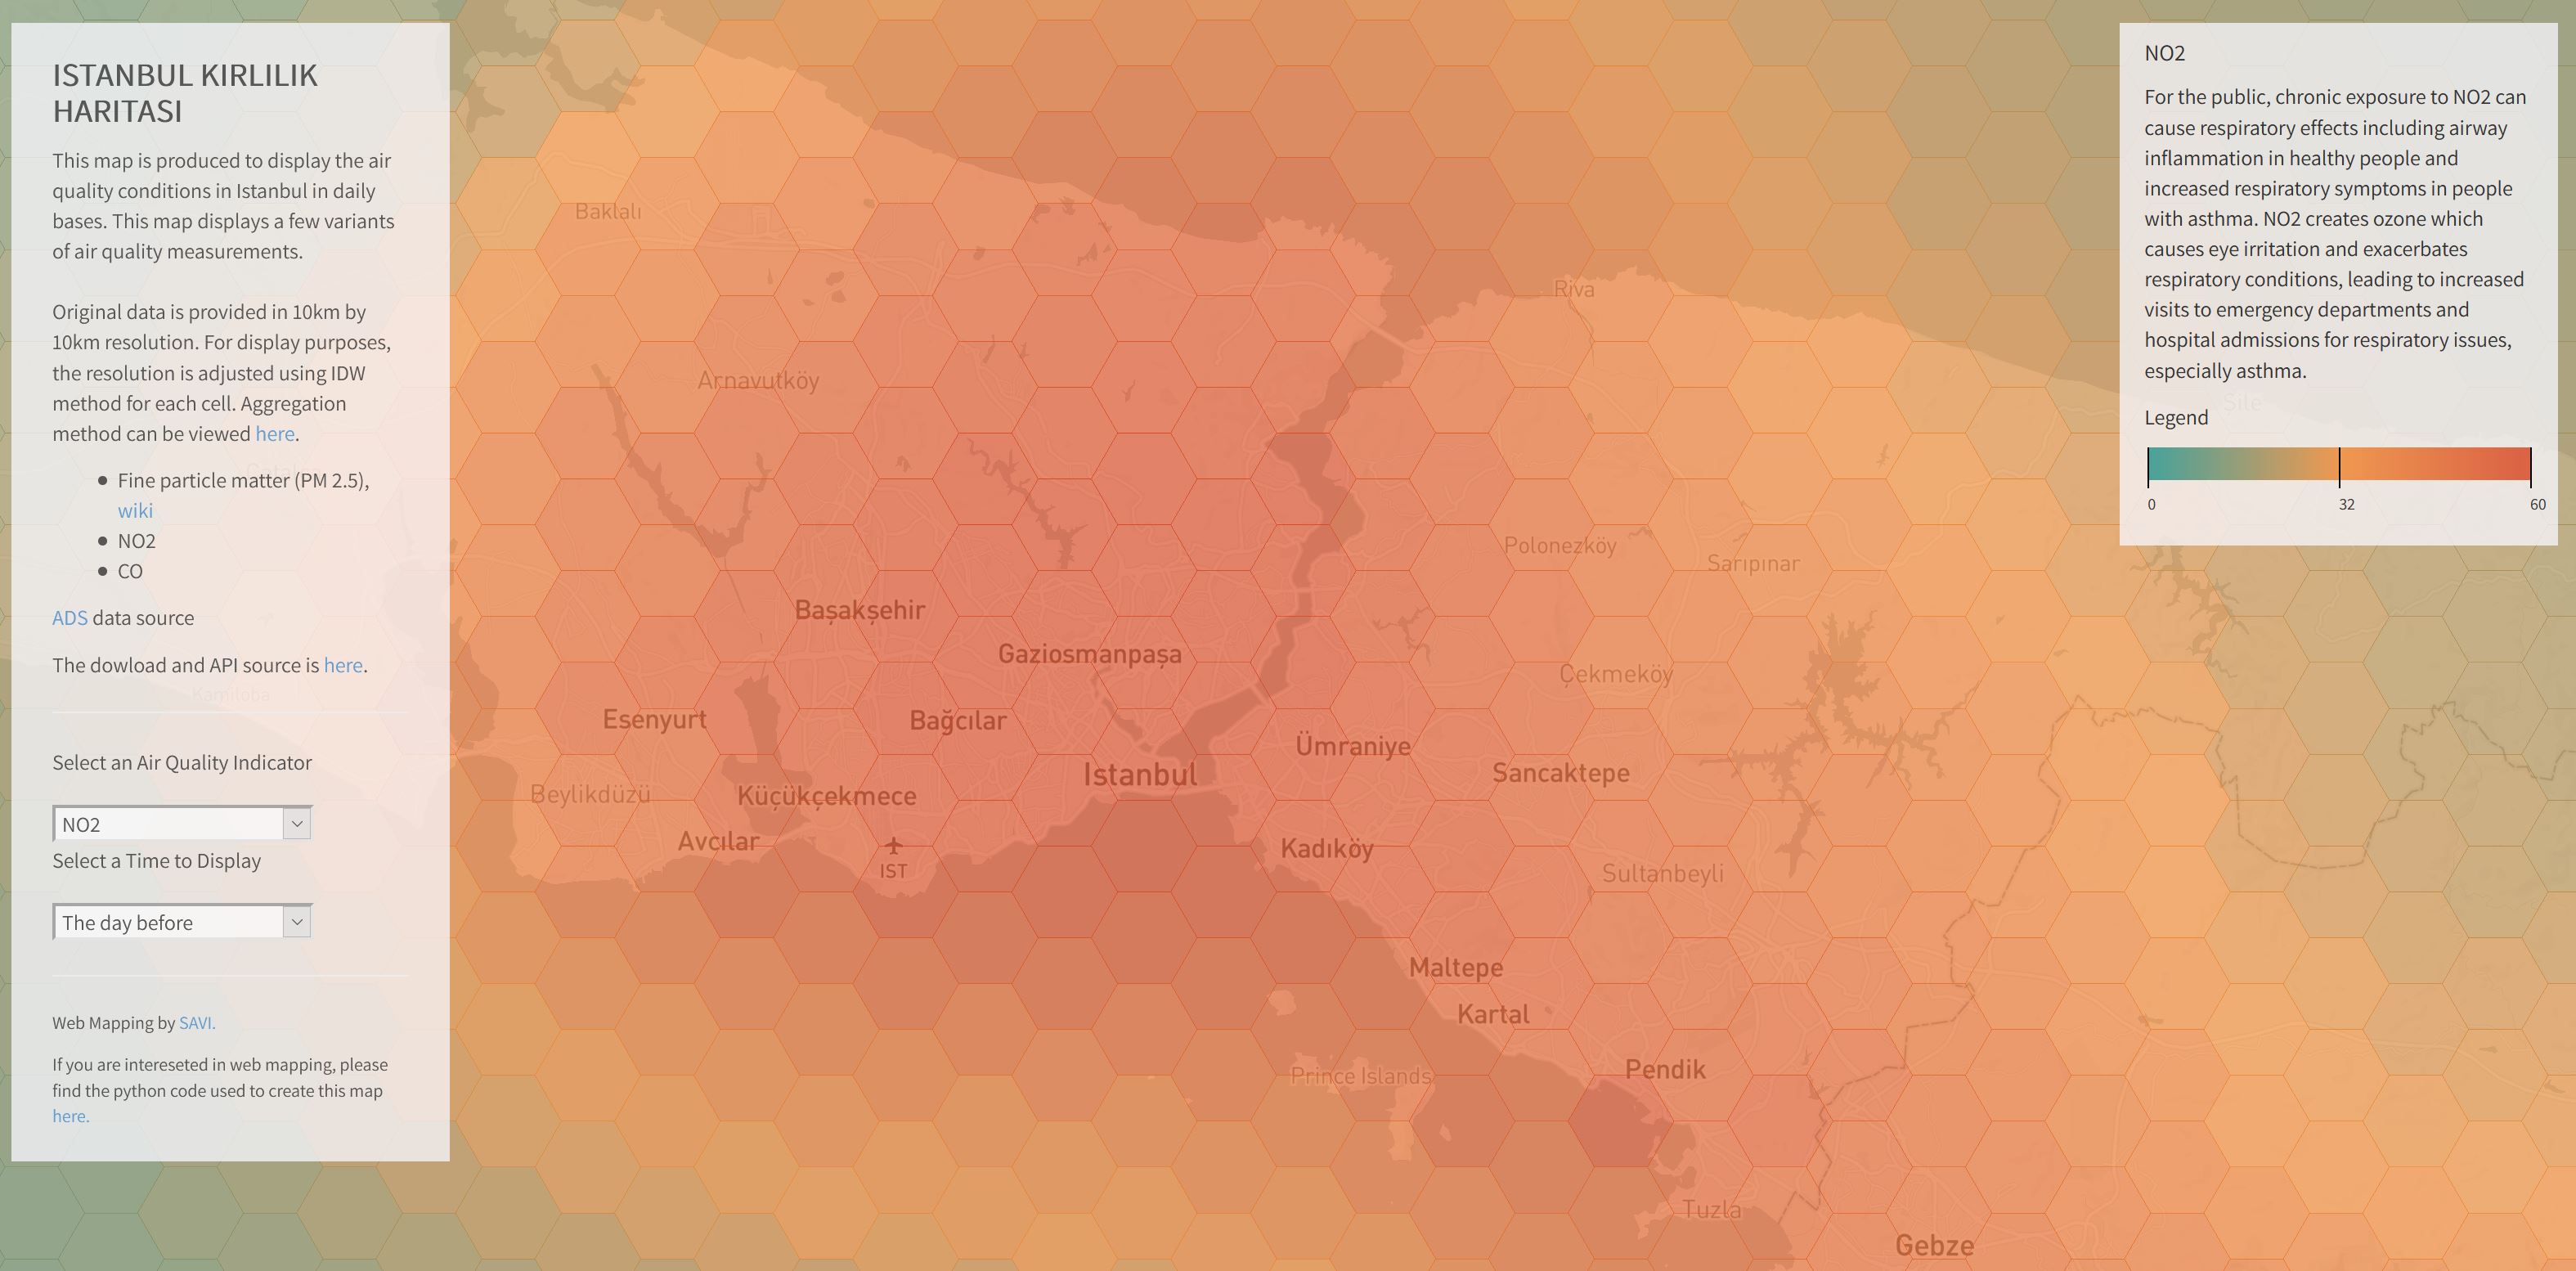 ISTANBUL KIRLILIK
HARITASI
This map is produced to display the air
quality conditions in Istanbul in daily
bases. This map displays a few variants
of air quality measurements.
Original data is provided in 10km by
10km resolution. For display purposes,
the resolution is adjusted using IDW
method for each cell. Aggregation
method can be viewed here.
Fine particle matter (PM 2.5),
wiki
NO2
CO
ADS data source
The dowload and API source is here.
Kamiloba
Select an Air Quality Indicator
NO2
Select a Time to Display
The day before
Web Mapping by SAVI.
If you are intereseted in web mapping, please
find the python code used to create this map
here.
Baklalı
Riva
Arnavutköy
Polonezköy
Sarıpınar
Başakşehir
Gaziosmanpaşa
Çekmeköy
Esenyurt
Bağcılar
Ümraniye
Istanbul
Sancaktepe
Beylikdüzü
Küçükçekmece
Avcılar
Kadıköy
IST
Sultanbeyli
Maltepe
Kartal
Pendik
Prince Islands
Tuzla
Gebze
NO2
For the public, chronic exposure to NO2 can
cause respiratory effects including airway
inflammation in healthy people and
increased respiratory symptoms in people
with asthma. NO2 creates ozone which
causes eye irritation and exacerbates
respiratory conditions, leading to increased
visits to emergency departments and
hospital admissions for respiratory issues,
especially asthma.
Şile
Legend
0 32 60